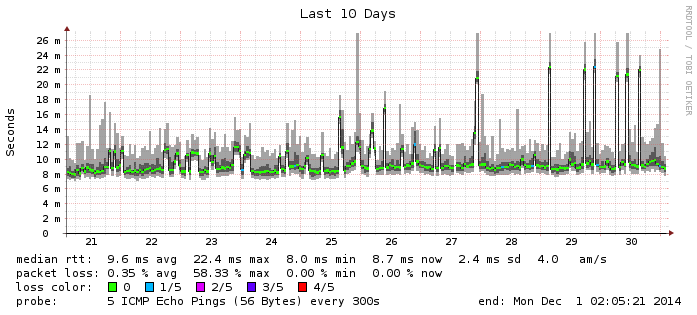 Last 10 Days
RRDTOOL / TOBI OETIKER
Seconds
26 m
24 m
22 m
20 m
18 m
16 m
14 m
12 m
10 m
8 m
6 m
4 m
2 m
0
21 22 23 24 25 26 27 28 29 30
median rtt: 9.6 ms avg 22.4 ms max 8.0 ms min 8.7 ms now 2.4 ms sd 4.0 am/s
packet loss: 0.35 % avg 58.33 % max 0.00 % min 0.00 % now
loss color: 0 1/5 2/5 3/5 4/5
probe: 5 ICMP Echo Pings (56 Bytes) every 300s end: Mon Dec 1 02:05:21 2014